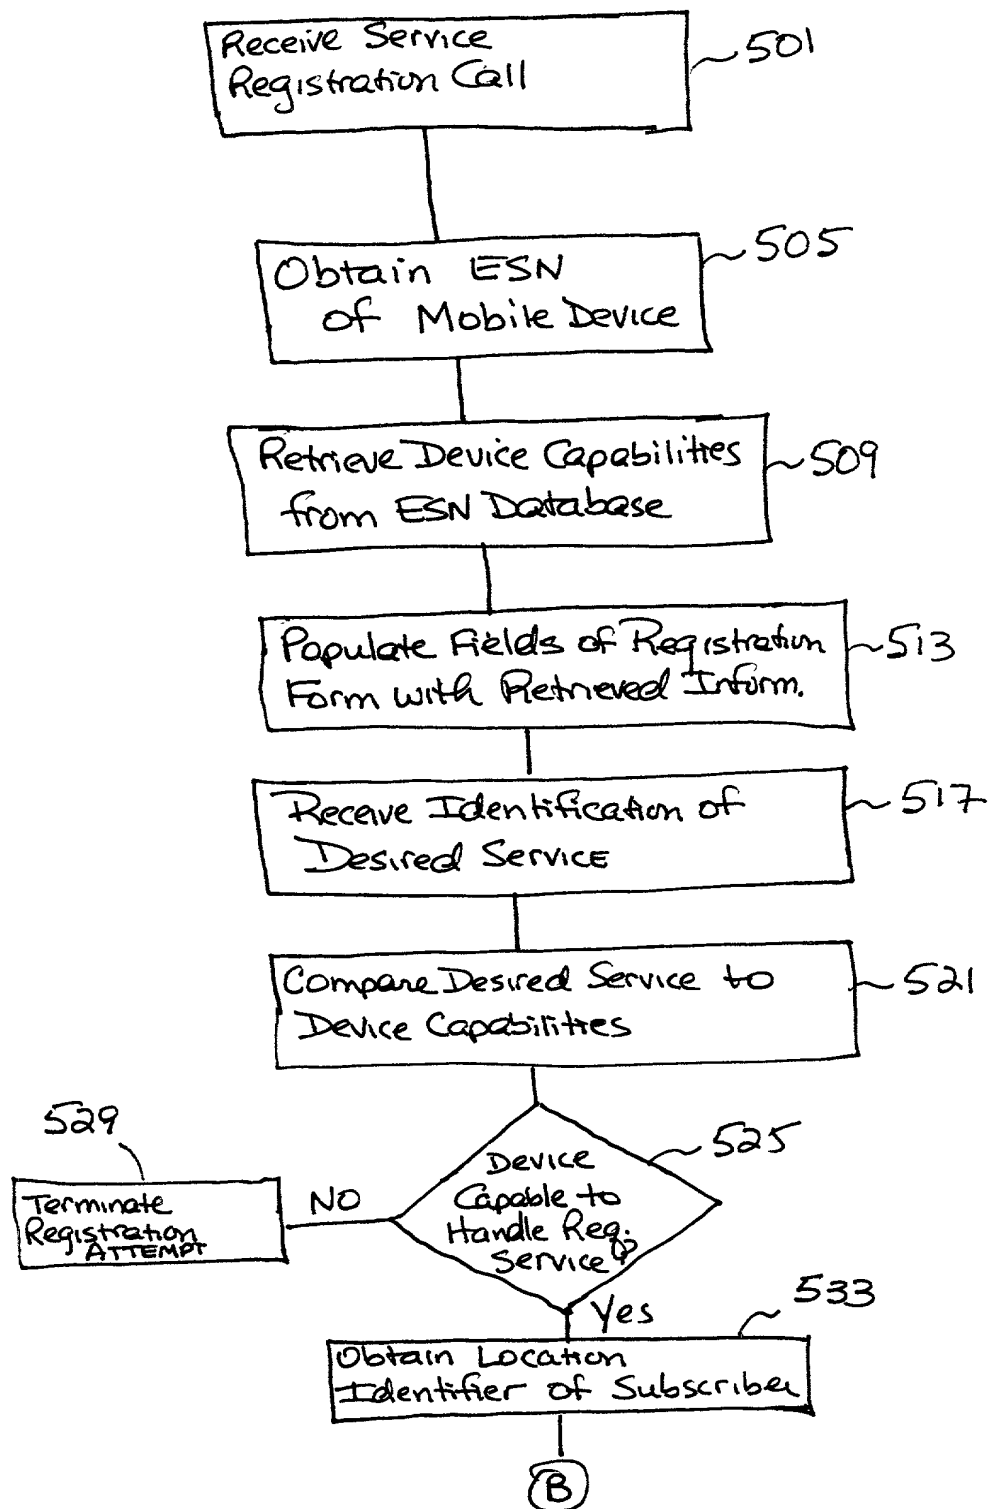 Receive Service
Registration Call
501
Obtain ESN
of Mobile Device
505
Retrieve Device Capabilities
from ESN Database
509
Populate Fields of Registration
Form with Retrieved Inform.
513
Receive Identification of
Desired Service
517
Compare Desired Service to
Device Capabilities
521
Device
Capable to
Handle Req.
Service?
525
NO
529
Terminate
Registration
ATTEMPT
Yes
533
Obtain Location
Identifier of Subscriber
B